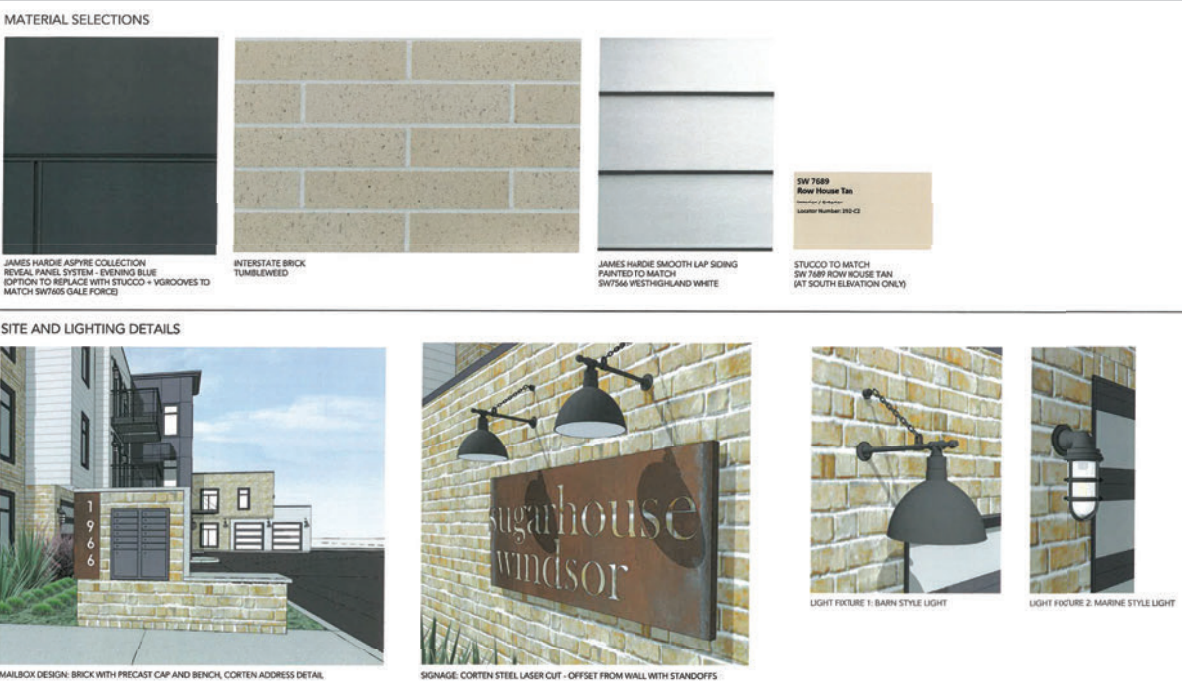 MATERIAL SELECTIONS
JAMES HARDIE ASPYRE COLLECTION
REVEAL PANEL SYSTEM - EVENING BLUE
(OPTION TO REPLACE WITH STUCCO + VGROOVES TO
MATCH SW7605 GALE FORCE)
INTERSTATE BRICK
TUMBLEWEED
JAMES HARDIE SMOOTH LAP SIDING
PAINTED TO MATCH
SW7566 WESTHIGHLAND WHITE
SW 7689
Row House Tan
Locator Number: 292-C2
STUCCO TO MATCH
SW 7689 ROW HOUSE TAN
(AT SOUTH ELEVATION ONLY)
SITE AND LIGHTING DETAILS
1966
sugarhouse
windsor
MAILBOX DESIGN: BRICK WITH PRECAST CAP AND BENCH, CORTEN ADDRESS DETAIL
SIGNAGE: CORTEN STEEL LASER CUT - OFFSET FROM WALL WITH STANDOFFS
LIGHT FIXTURE 1: BARN STYLE LIGHT
LIGHT FIXTURE 2: MARINE STYLE LIGHT